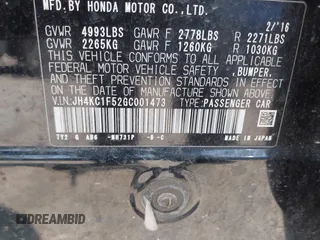 MFD.BY HONDA MOTOR CO.,LTD. 2/'16
GVWR 4993LBS GAWR F 2778LBS R 2271LBS
GVWR 2265KG GAWR F 1260KG R 1030KG
THIS VEHICLE CONFORMS TO ALL APPLICABLE
FEDERAL MOTOR VEHICLE SAFETY, BUMPER,
AND THEFT PREVENTION STANDARDS IN EFFECT ON
THE DATE OF MANUFACTURE SHOWN ABOVE.
V.I.N:JH4KC1F52GC001473 TYPE:PASSENGER CAR
TY2 NH731P MADE IN JAPAN
DREAMBID